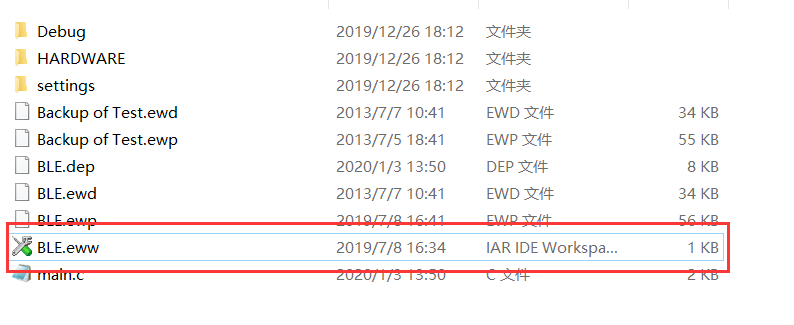 Debug 2019/12/26 18:12 文件夹
HARDWARE 2019/12/26 18:12 文件夹
settings 2019/12/26 18:12 文件夹
Backup of Test.ewd 2013/7/7 10:41 EWD 文件 34 KB
Backup of Test.ewp 2013/7/5 18:41 EWP 文件 55 KB
BLE.dep 2020/1/3 13:50 DEP 文件 8 KB
BLE.ewd 2013/7/7 10:41 EWD 文件 34 KB
BLE.ewp 2019/7/8 16:41 EWP 文件 56 KB
BLE.eww 2019/7/8 16:34 IAR IDE Workspa... 1 KB
main.c 2020/1/3 13:50 C 文件 2 KB